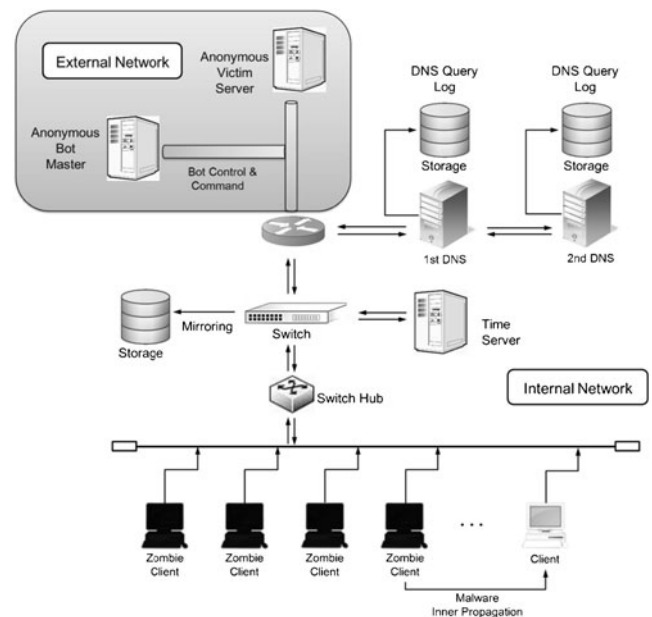 External Network
Anonymous
Victim
Server
Anonymous
Bot
Master
Bot Control &
Command
DNS Query
Log
Storage
1st DNS
DNS Query
Log
Storage
2nd DNS
Storage
Mirroring
Switch
Time
Server
Switch Hub
Internal Network
Zombie
Client
Zombie
Client
Zombie
Client
Zombie
Client
...
Client
Malware
Inner Propagation